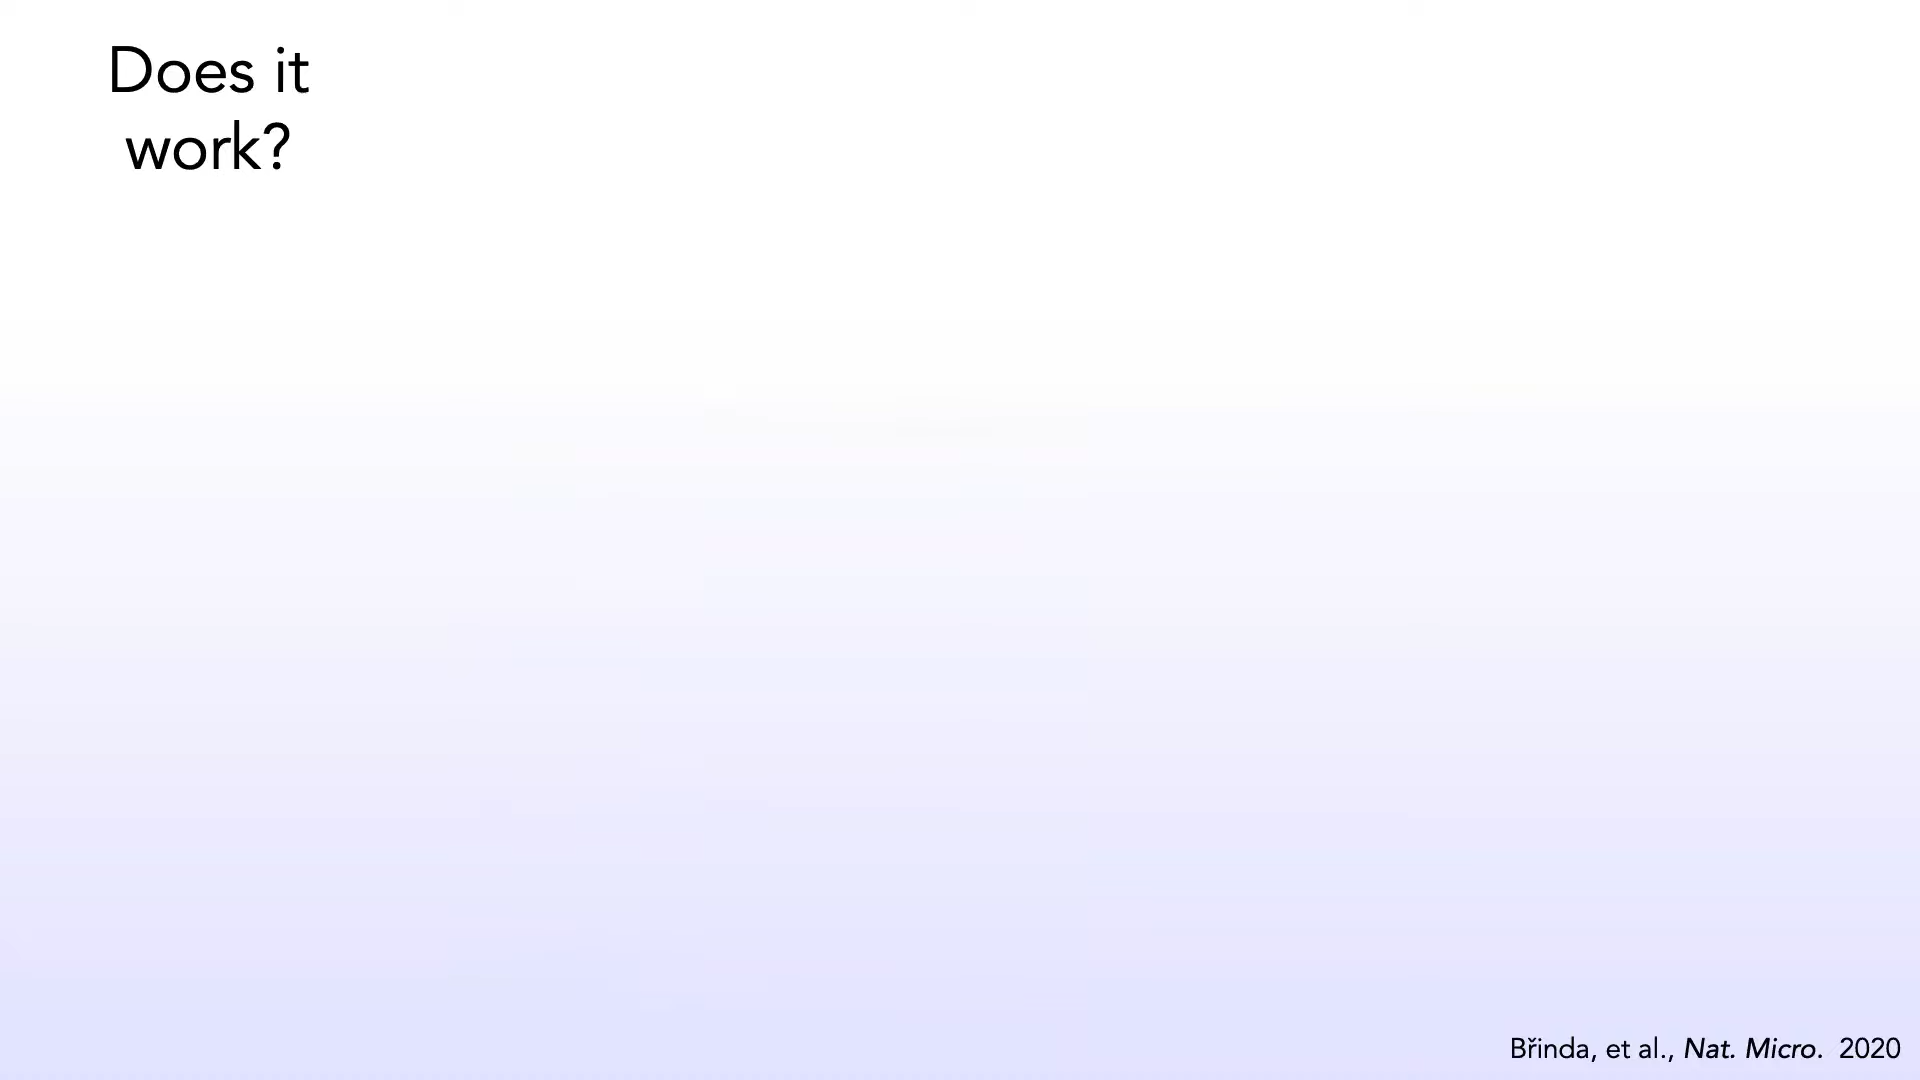 Does it
work?
Břinda, et al., Nat. Micro. 2020